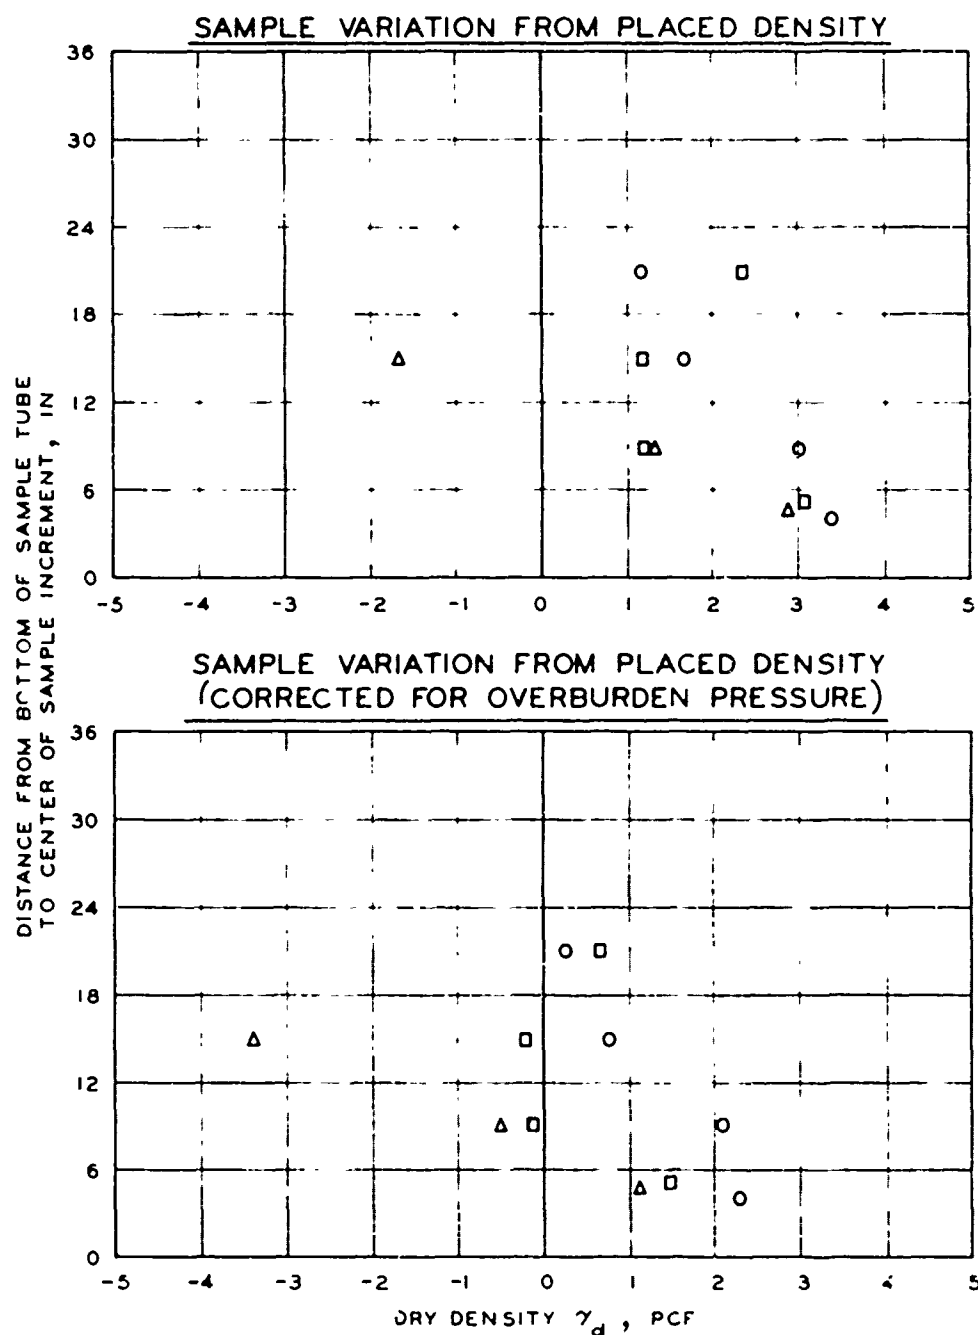 SAMPLE VARIATION FROM PLACED DENSITY
36
30
24
18
12
6
0
-5 -4 -3 -2 -1 0 1 2 3 4 5
DISTANCE FROM BOTTOM OF SAMPLE TUBE
TO CENTER OF SAMPLE INCREMENT, IN
SAMPLE VARIATION FROM PLACED DENSITY
(CORRECTED FOR OVERBURDEN PRESSURE)
36
30
24
18
12
6
0
-5 -4 -3 -2 -1 0 1 2 3 4 5
DRY DENSITY γd , PCF